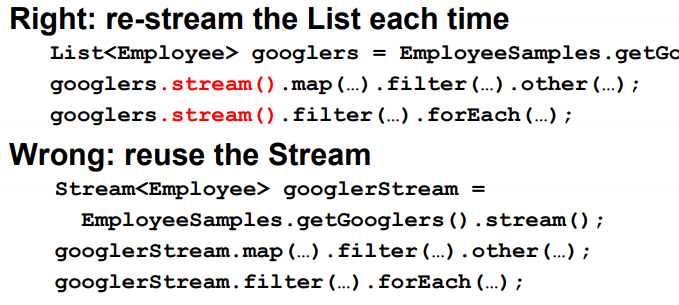 Right: re-stream the List each time
List<Employee> googlers = EmployeeSamples.getGo
googlers.stream().map(…).filter(…).other(…);
googlers.stream().filter(…).forEach(…);
Wrong: reuse the Stream
Stream<Employee> googlerStream =
EmployeeSamples.getGooglers().stream();
googlerStream.map(…).filter(…).other(…);
googlerStream.filter(…).forEach(…);